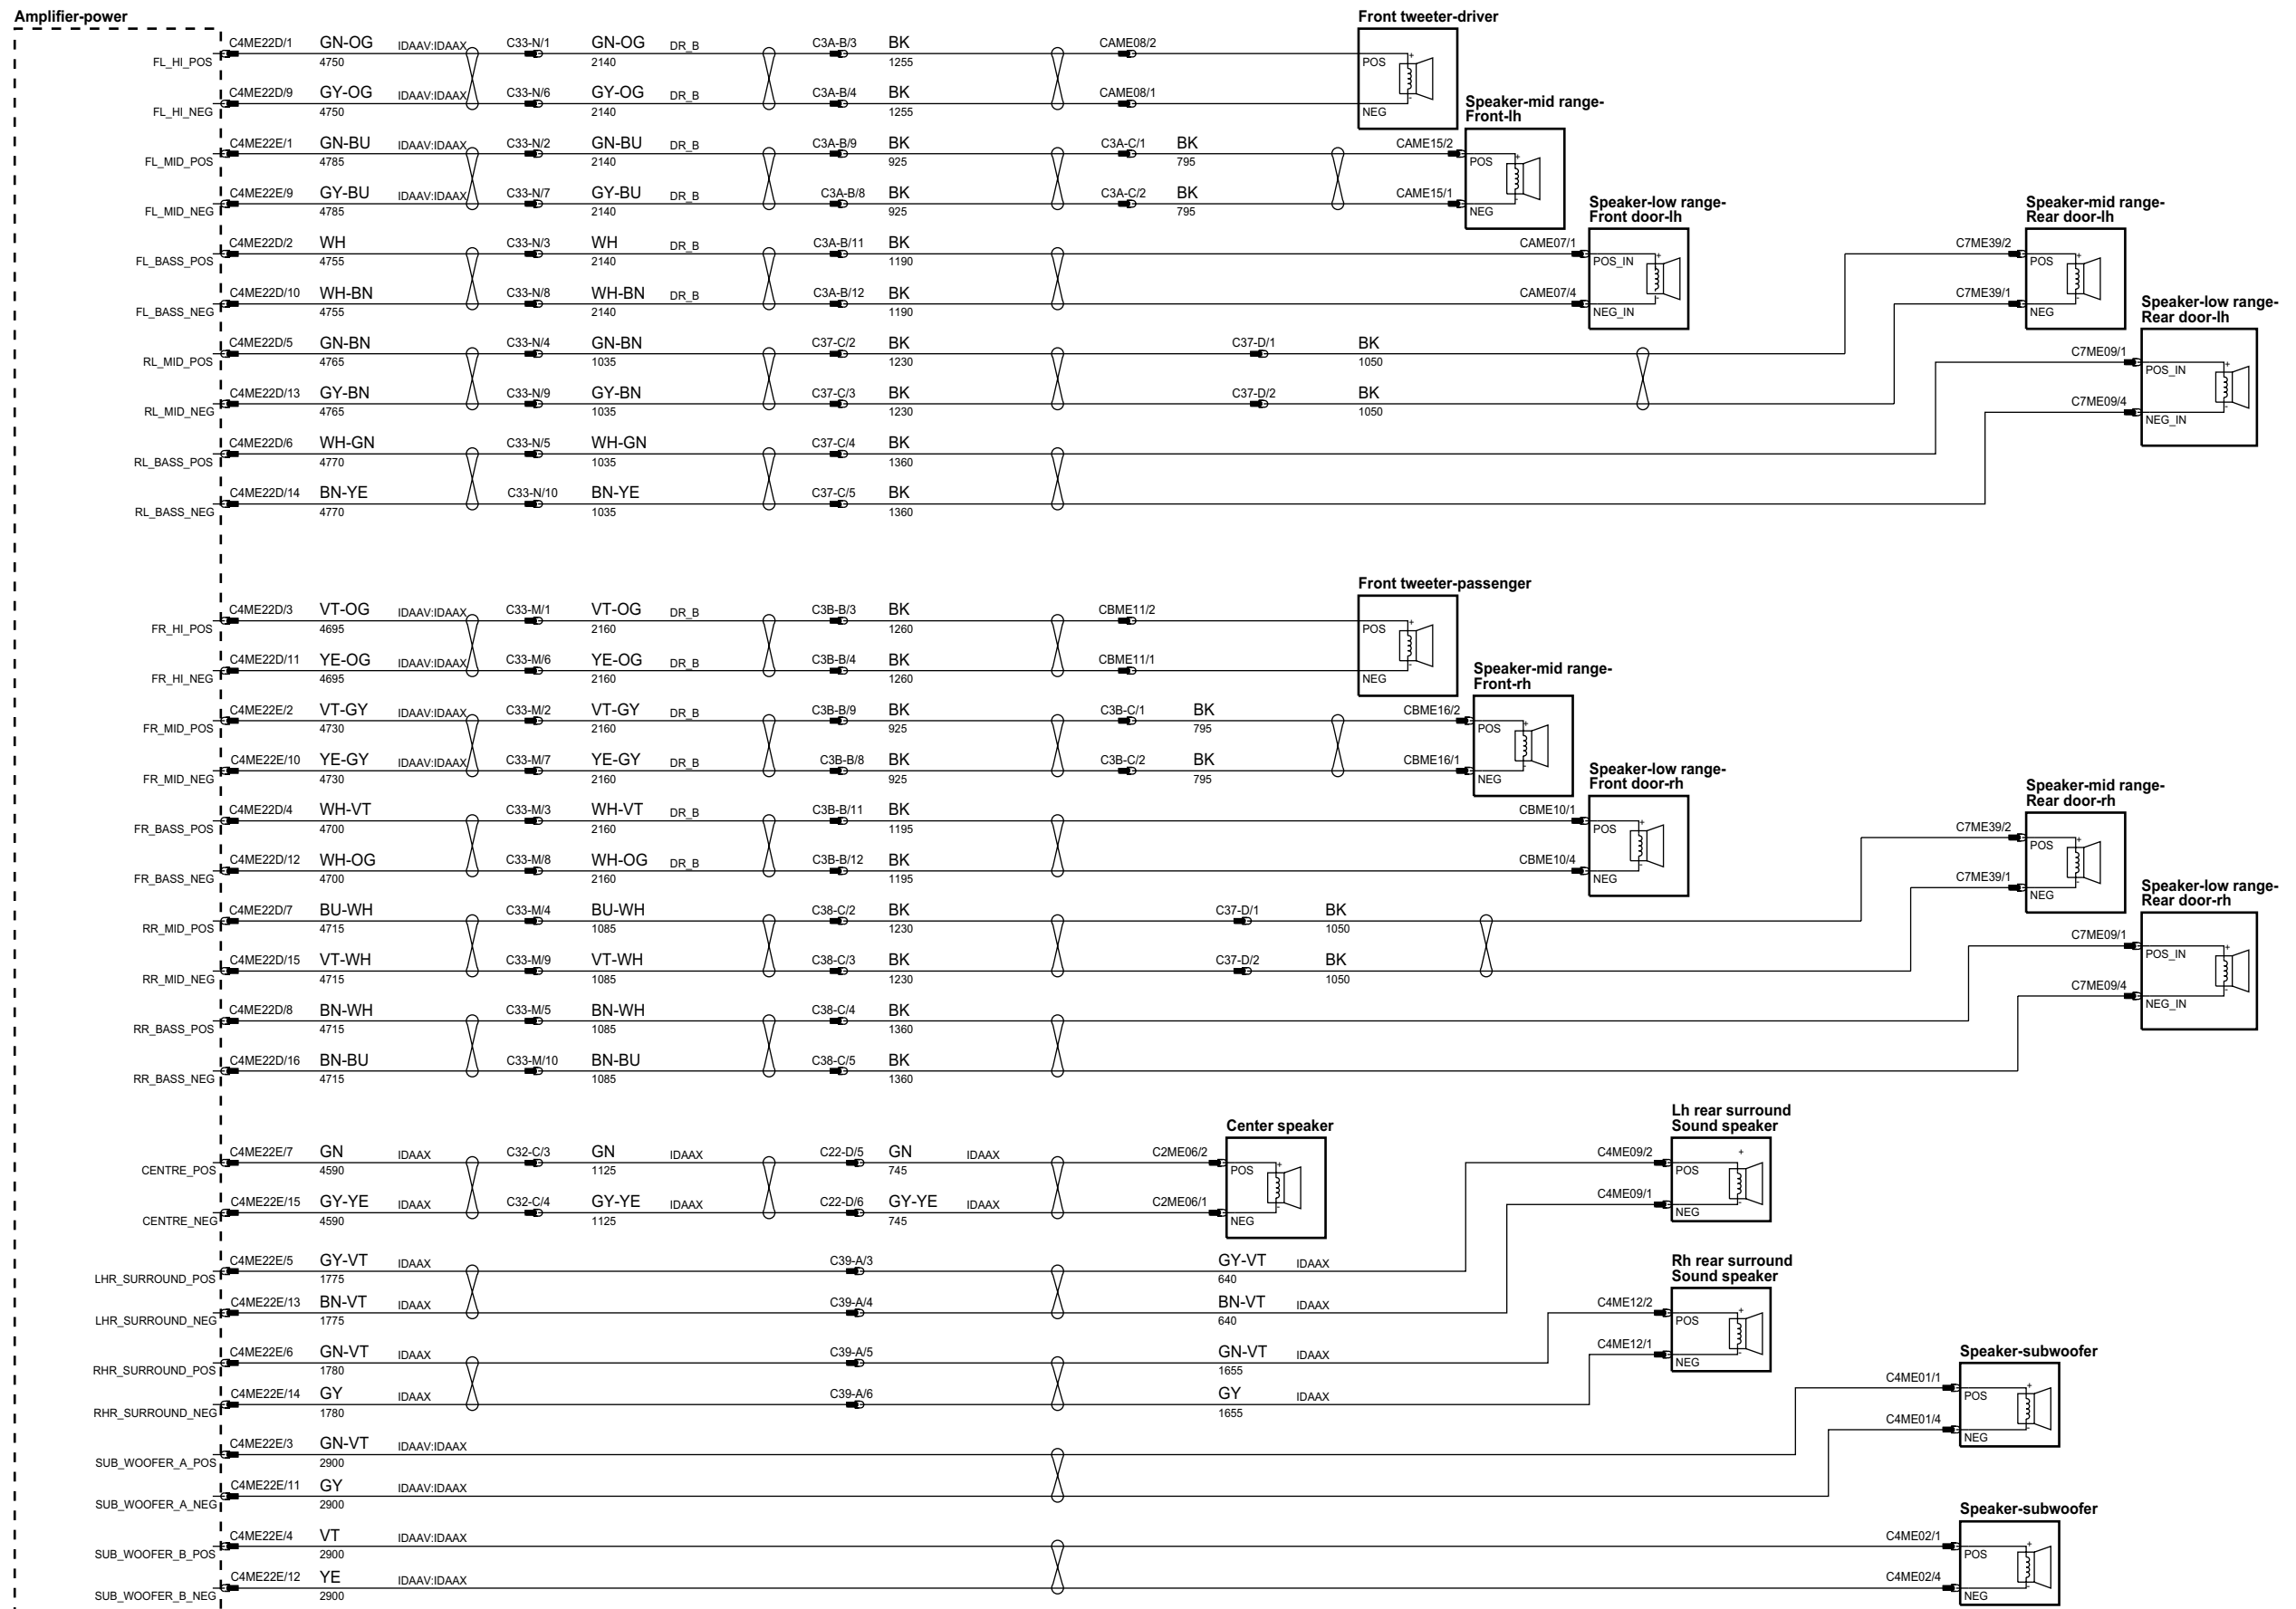 Amplifier-power
Front tweeter-driver
C4ME22D/1 GN-OG IDAAV:IDAAX C33-N/1 GN-OG DR_B C3A-B/3 BK CAME08/2
FL_HI_POS 4750 2140 1255 POS + -
C4ME22D/9 GY-OG IDAAV:IDAAX C33-N/6 GY-OG DR_B C3A-B/4 BK CAME08/1
FL_HI_NEG 4750 2140 1255 NEG
Speaker-mid range-
Front-lh
C4ME22E/1 GN-BU IDAAV:IDAAX C33-N/2 GN-BU DR_B C3A-B/9 BK C3A-C/1 BK CAME15/2
FL_MID_POS 4785 2140 925 795 POS + -
C4ME22E/9 GY-BU IDAAV:IDAAX C33-N/7 GY-BU DR_B C3A-B/8 BK C3A-C/2 BK CAME15/1
FL_MID_NEG 4785 2140 925 795 NEG
Speaker-low range-
Front door-lh
Speaker-mid range-
Rear door-lh
C4ME22D/2 WH C33-N/3 WH DR_B C3A-B/11 BK CAME07/1 C7ME39/2
FL_BASS_POS 4755 2140 1190 POS_IN + - POS + -
C4ME22D/10 WH-BN C33-N/8 WH-BN DR_B C3A-B/12 BK CAME07/4 C7ME39/1
FL_BASS_NEG 4755 2140 1190 NEG_IN NEG
Speaker-low range-
Rear door-lh
C4ME22D/5 GN-BN C33-N/4 GN-BN C37-C/2 BK C37-D/1 BK C7ME09/1
RL_MID_POS 4765 1035 1230 1050 POS_IN + -
C4ME22D/13 GY-BN C33-N/9 GY-BN C37-C/3 BK C37-D/2 BK C7ME09/4
RL_MID_NEG 4765 1035 1230 1050 NEG_IN
C4ME22D/6 WH-GN C33-N/5 WH-GN C37-C/4 BK
RL_BASS_POS 4770 1035 1360
C4ME22D/14 BN-YE C33-N/10 BN-YE C37-C/5 BK
RL_BASS_NEG 4770 1035 1360
Front tweeter-passenger
C4ME22D/3 VT-OG IDAAV:IDAAX C33-M/1 VT-OG DR_B C3B-B/3 BK CBME11/2
FR_HI_POS 4695 2160 1260 POS + -
C4ME22D/11 YE-OG IDAAV:IDAAX C33-M/6 YE-OG DR_B C3B-B/4 BK CBME11/1
FR_HI_NEG 4695 2160 1260 NEG
Speaker-mid range-
Front-rh
C4ME22E/2 VT-GY IDAAV:IDAAX C33-M/2 VT-GY DR_B C3B-B/9 BK C3B-C/1 BK CBME16/2
FR_MID_POS 4730 2160 925 795 POS + -
C4ME22E/10 YE-GY IDAAV:IDAAX C33-M/7 YE-GY DR_B C3B-B/8 BK C3B-C/2 BK CBME16/1
FR_MID_NEG 4730 2160 925 795 NEG
Speaker-low range-
Front door-rh
Speaker-mid range-
Rear door-rh
C4ME22D/4 WH-VT C33-M/3 WH-VT DR_B C3B-B/11 BK CBME10/1 C7ME39/2
FR_BASS_POS 4700 2160 1195 POS + - POS + -
C4ME22D/12 WH-OG C33-M/8 WH-OG DR_B C3B-B/12 BK CBME10/4 C7ME39/1
FR_BASS_NEG 4700 2160 1195 NEG NEG
Speaker-low range-
Rear door-rh
C4ME22D/7 BU-WH C33-M/4 BU-WH C38-C/2 BK C37-D/1 BK C7ME09/1
RR_MID_POS 4715 1085 1230 1050 POS_IN + -
C4ME22D/15 VT-WH C33-M/9 VT-WH C38-C/3 BK C37-D/2 BK C7ME09/4
RR_MID_NEG 4715 1085 1230 1050 NEG_IN
C4ME22D/8 BN-WH C33-M/5 BN-WH C38-C/4 BK
RR_BASS_POS 4715 1085 1360
C4ME22D/16 BN-BU C33-M/10 BN-BU C38-C/5 BK
RR_BASS_NEG 4715 1085 1360
Center speaker
Lh rear surround
Sound speaker
C4ME22E/7 GN IDAAX C32-C/3 GN IDAAX C22-D/5 GN IDAAX C2ME06/2 C4ME09/2
CENTRE_POS 4590 1125 745 POS + - POS + -
C4ME22E/15 GY-YE IDAAX C32-C/4 GY-YE IDAAX C22-D/6 GY-YE IDAAX C2ME06/1 C4ME09/1
CENTRE_NEG 4590 1125 745 NEG NEG
Rh rear surround
Sound speaker
C4ME22E/5 GY-VT IDAAX C39-A/3 GY-VT IDAAX
LHR_SURROUND_POS 1775 640
C4ME22E/13 BN-VT IDAAX C39-A/4 BN-VT IDAAX C4ME12/2
LHR_SURROUND_NEG 1775 640 POS + -
C4ME22E/6 GN-VT IDAAX C39-A/5 GN-VT IDAAX C4ME12/1
RHR_SURROUND_POS 1780 1655 NEG
Speaker-subwoofer
C4ME22E/14 GY IDAAX C39-A/6 GY IDAAX C4ME01/1
RHR_SURROUND_NEG 1780 1655 POS + -
C4ME22E/3 GN-VT IDAAV:IDAAX C4ME01/4
SUB_WOOFER_A_POS 2900 NEG
C4ME22E/11 GY IDAAV:IDAAX
SUB_WOOFER_A_NEG 2900
Speaker-subwoofer
C4ME22E/4 VT IDAAV:IDAAX C4ME02/1
SUB_WOOFER_B_POS 2900 POS + -
C4ME22E/12 YE IDAAV:IDAAX C4ME02/4
SUB_WOOFER_B_NEG 2900 NEG